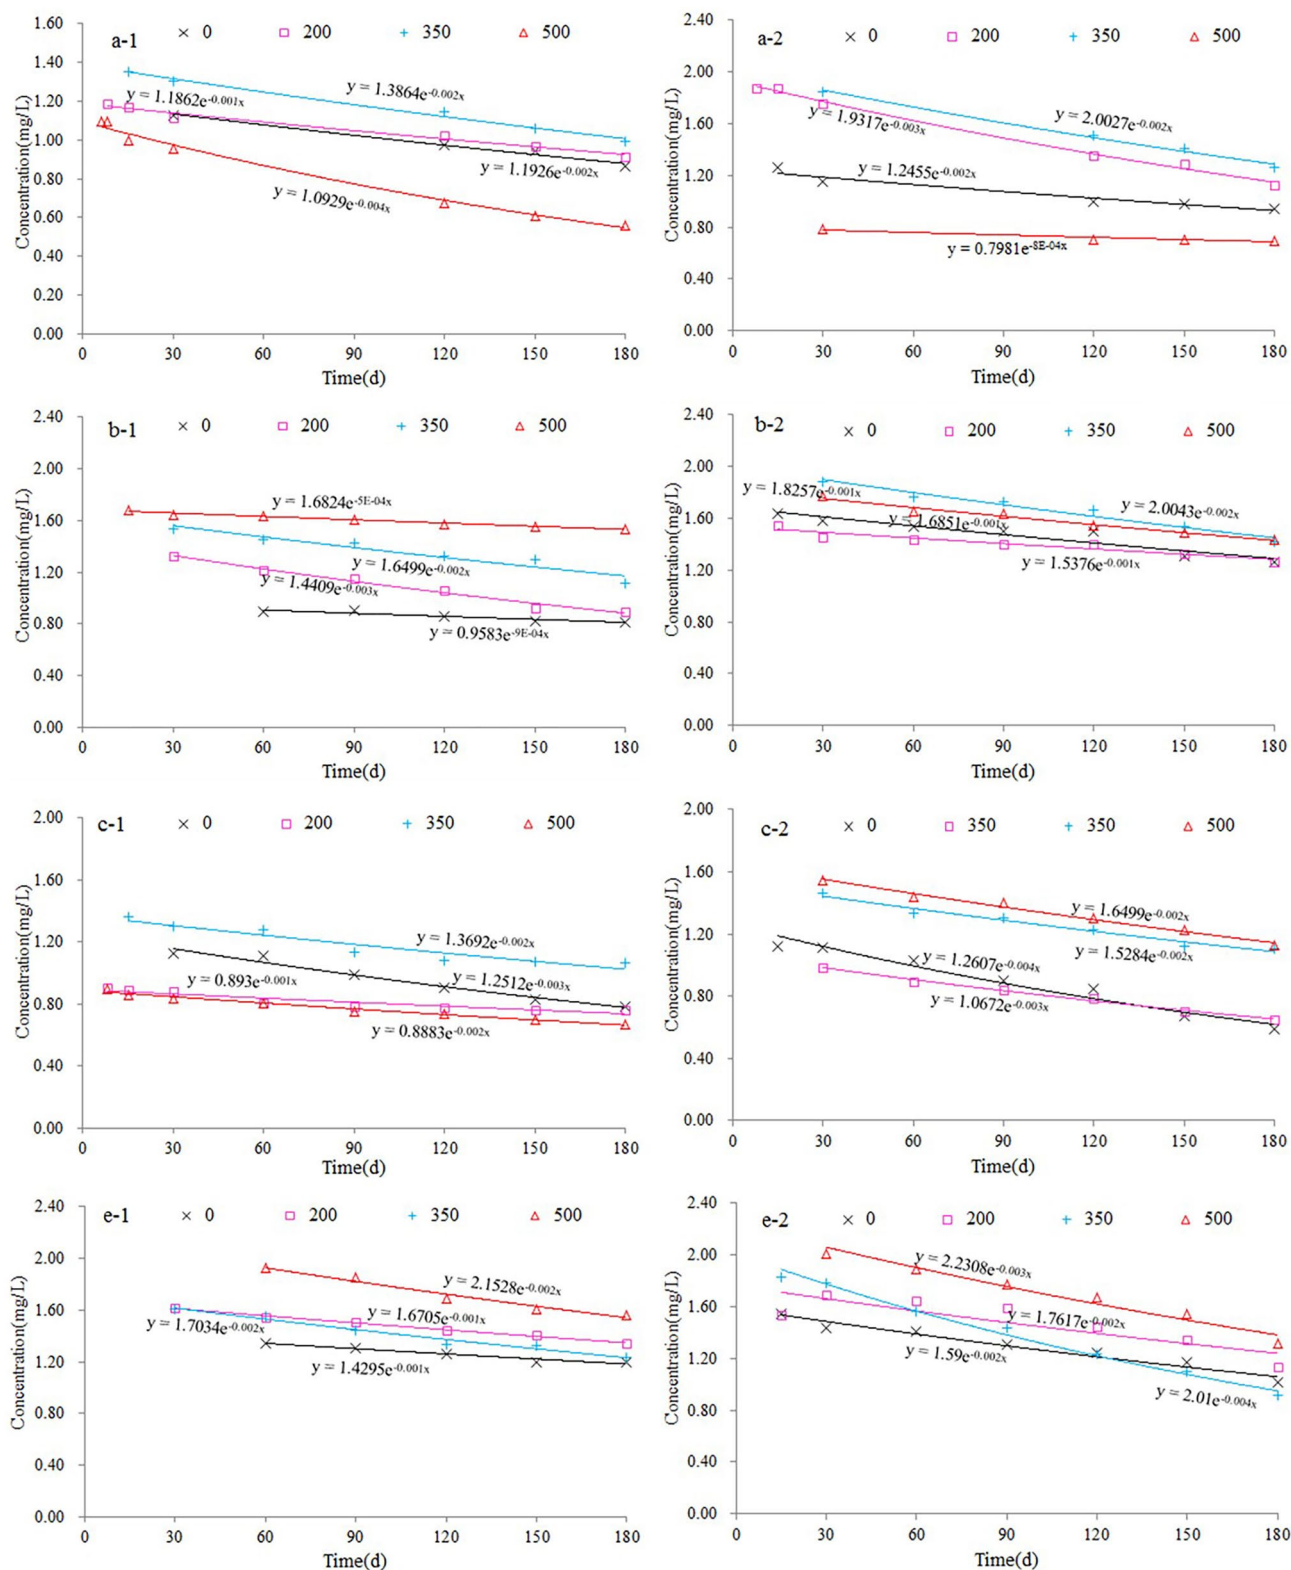 a-1 0 200 350 500
Concentration(mg/L)
1.60
1.40
1.20
1.00
0.80
0.60
0.40
0.20
0.00
y = 1.1862e^-0.001x
y = 1.3864e^-0.002x
y = 1.1926e^-0.002x
y = 1.0929e^-0.004x
0 30 60 90 120 150 180
Time(d)
a-2 0 200 350 500
Concentration(mg/L)
2.40
2.00
1.60
1.20
0.80
0.40
0.00
y = 1.9317e^-0.003x
y = 2.0027e^-0.002x
y = 1.2455e^-0.002x
y = 0.7981e^-8E-04x
0 30 60 90 120 150 180
Time(d)
b-1 0 200 350 500
Concentration(mg/L)
2.40
2.00
1.60
1.20
0.80
0.40
0.00
y = 1.6824e^-5E-04x
y = 1.6499e^-0.002x
y = 1.4409e^-0.003x
y = 0.9583e^-9E-04x
0 30 60 90 120 150 180
Time(d)
b-2 0 200 350 500
Concentration(mg/L)
2.40
2.00
1.60
1.20
0.80
0.40
0.00
y = 1.8257e^-0.001x
y = 1.6851e^-0.001x
y = 2.0043e^-0.002x
y = 1.5376e^-0.001x
0 30 60 90 120 150 180
Time(d)
c-1 0 200 350 500
Concentration(mg/L)
2.00
1.60
1.20
0.80
0.40
0.00
y = 1.3692e^-0.002x
y = 0.893e^-0.001x
y = 1.2512e^-0.003x
y = 0.8883e^-0.002x
0 30 60 90 120 150 180
Time(d)
c-2 0 350 350 500
Concentration(mg/L)
2.00
1.60
1.20
0.80
0.40
0.00
y = 1.6499e^-0.002x
y = 1.5284e^-0.002x
y = 1.2607e^-0.004x
y = 1.0672e^-0.003x
0 30 60 90 120 150 180
Time(d)
e-1 0 200 350 500
Concentration(mg/L)
2.40
2.00
1.60
1.20
0.80
0.40
0.00
y = 2.1528e^-0.002x
y = 1.6705e^-0.001x
y = 1.7034e^-0.002x
y = 1.4295e^-0.001x
0 30 60 90 120 150 180
Time(d)
e-2 0 200 350 500
Concentration(mg/L)
2.40
2.00
1.60
1.20
0.80
0.40
0.00
y = 2.2308e^-0.003x
y = 1.7617e^-0.002x
y = 1.59e^-0.002x
y = 2.01e^-0.004x
0 30 60 90 120 150 180
Time(d)